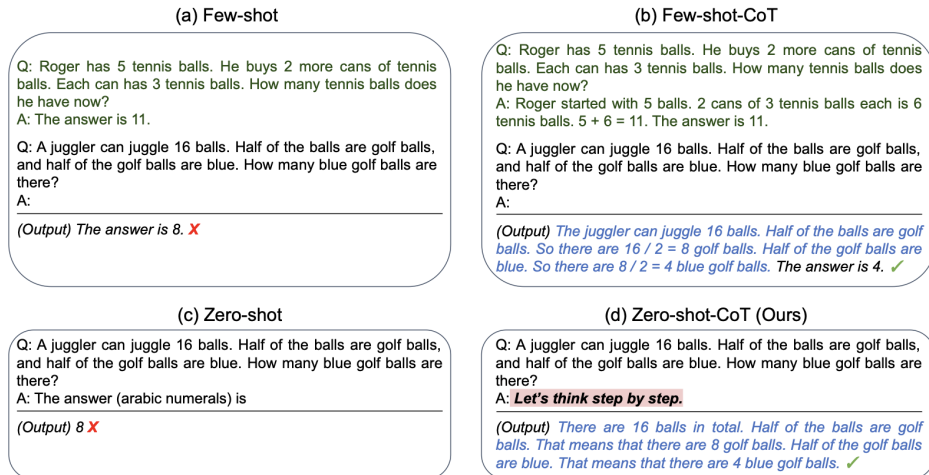 (a) Few-shot
Q: Roger has 5 tennis balls. He buys 2 more cans of tennis
balls. Each can has 3 tennis balls. How many tennis balls does
he have now?
A: The answer is 11.
Q: A juggler can juggle 16 balls. Half of the balls are golf balls,
and half of the golf balls are blue. How many blue golf balls are
there?
A:
(Output) The answer is 8. ✗
(b) Few-shot-CoT
Q: Roger has 5 tennis balls. He buys 2 more cans of tennis
balls. Each can has 3 tennis balls. How many tennis balls does
he have now?
A: Roger started with 5 balls. 2 cans of 3 tennis balls each is 6
tennis balls. 5 + 6 = 11. The answer is 11.
Q: A juggler can juggle 16 balls. Half of the balls are golf balls,
and half of the golf balls are blue. How many blue golf balls are
there?
A:
(Output) The juggler can juggle 16 balls. Half of the balls are golf
balls. So there are 16 / 2 = 8 golf balls. Half of the golf balls are
blue. So there are 8 / 2 = 4 blue golf balls. The answer is 4. ✓
(c) Zero-shot
Q: A juggler can juggle 16 balls. Half of the balls are golf balls,
and half of the golf balls are blue. How many blue golf balls are
there?
A: The answer (arabic numerals) is
(Output) 8 ✗
(d) Zero-shot-CoT (Ours)
Q: A juggler can juggle 16 balls. Half of the balls are golf balls,
and half of the golf balls are blue. How many blue golf balls are
there?
A: Let's think step by step.
(Output) There are 16 balls in total. Half of the balls are golf
balls. That means that there are 8 golf balls. Half of the golf balls
are blue. That means that there are 4 blue golf balls. ✓